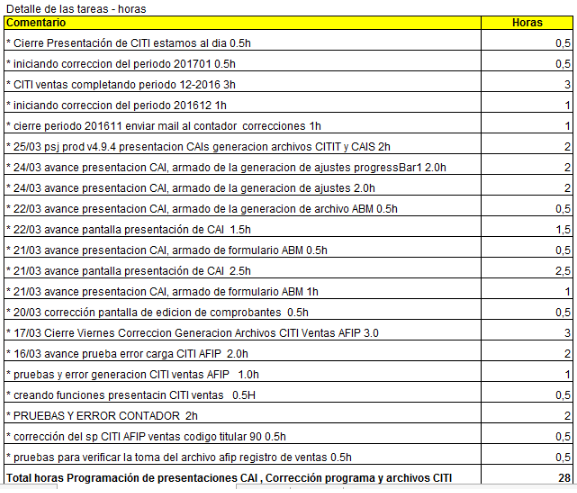 Detalle de las tareas - horas
Comentario Horas
* Cierre Presentación de CITI estamos al dia 0.5h 0,5
* iniciando correccion del periodo 201701 0.5h 0,5
* CITI ventas completando periodo 12-2016 3h 3
* iniciando correccion del periodo 201612 1h 1
* cierre periodo 201611 enviar mail al contador correcciones 1h 1
* 25/03 psj prod v4.9.4 presentacion CAIs generacion archivos CITIT y CAIS 2h 2
* 24/03 avance presentacion CAI, armado de la generacion de ajustes progressBar1 2.0h 2
* 24/03 avance presentacion CAI, armado de la generacion de ajustes 2.0h 2
* 22/03 avance presentacion CAI, armado de la generacion de archivo ABM 0.5h 0,5
* 22/03 avance pantalla presentación de CAI 1.5h 1,5
* 21/03 avance presentacion CAI, armado de formulario ABM 0.5h 0,5
* 21/03 avance pantalla presentación de CAI 2.5h 2,5
* 21/03 avance presentacion CAI, armado de formulario ABM 1h 1
* 20/03 corrección pantalla de edicion de comprobantes 0.5h 0,5
* 17/03 Cierre Viernes Correccion Generacion Archivos CITI Ventas AFIP 3.0 3
* 16/03 avance prueba error carga CITI AFIP 2.0h 2
* pruebas y error generacion CITI ventas AFIP 1.0h 1
* creando funciones presentacin CITI ventas 0.5H 0,5
* PRUEBAS Y ERROR CONTADOR 2h 2
* corrección del sp CITI AFIP ventas codigo titular 90 0.5h 0,5
* pruebas para verificar la toma del archivo afip registro de ventas 0.5h 0,5
Total horas Programación de presentaciones CAI , Corrección programa y archivos CITI 28